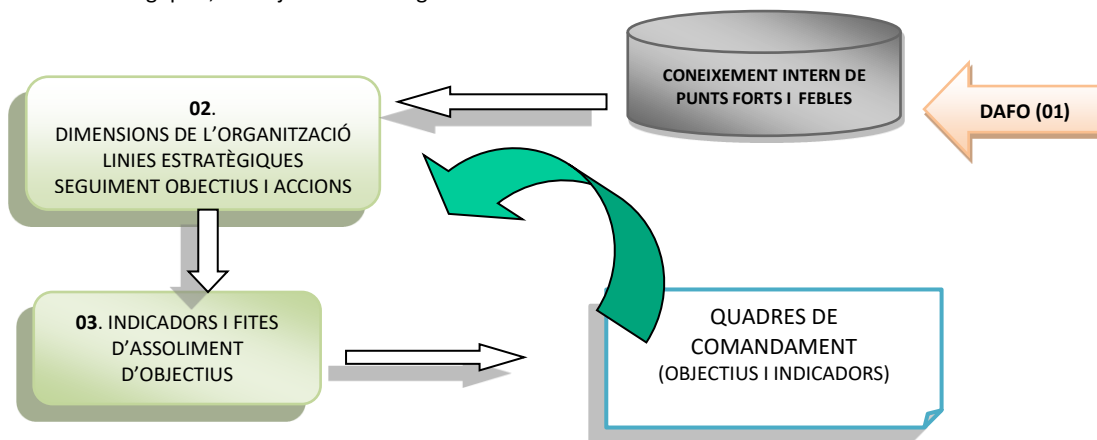 CONEIXEMENT INTERN DE
PUNTS FORTS I FEBLES
DAFO (01)
02.
DIMENSIONS DE L’ORGANITZACIÓ
LINIES ESTRATÈGIQUES
SEGUIMENT OBJECTIUS I ACCIONS
03. INDICADORS I FITES
D’ASSOLIMENT
D’OBJECTIUS
QUADRES DE
COMANDAMENT
(OBJECTIUS I INDICADORS)